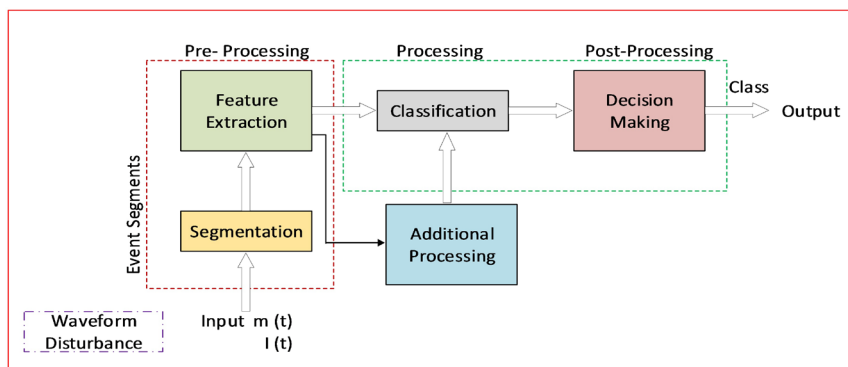 Pre- Processing
Processing
Post-Processing
Feature
Extraction
Classification
Decision
Making
Class
Output
Event Segments
Segmentation
Additional
Processing
Waveform
Disturbance
Input m (t)
I (t)